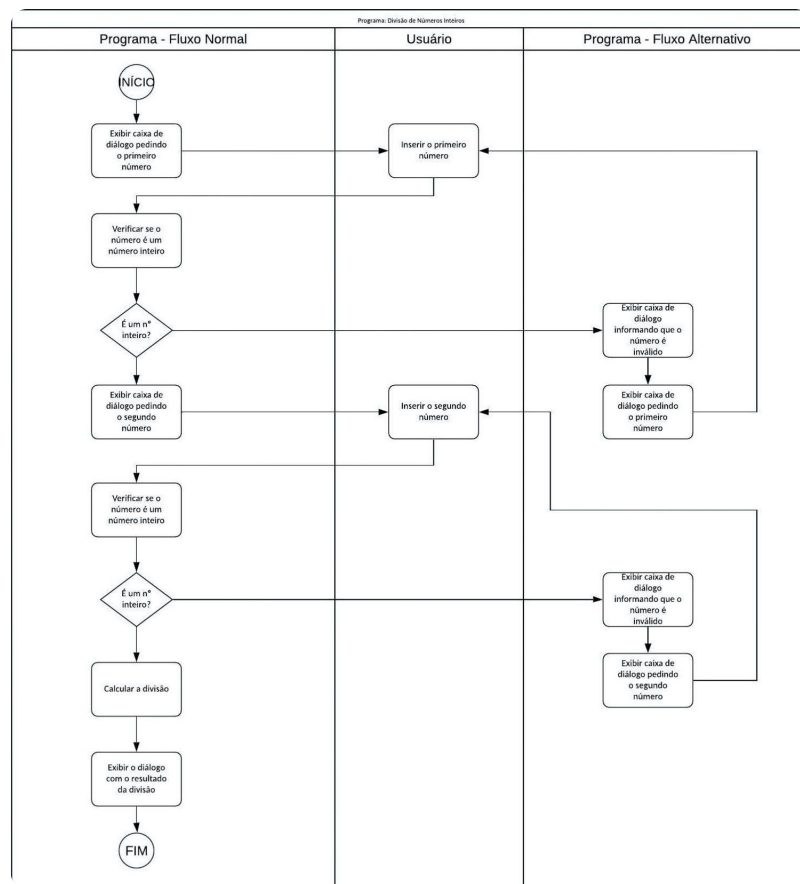 Programa: Divisão de Números Inteiros
Programa - Fluxo Normal
Usuário
Programa - Fluxo Alternativo
INÍCIO
Exibir caixa de
diálogo pedindo
o primeiro
número
Inserir o primeiro
número
Verificar se o
número é um
número inteiro
É um n°
inteiro?
Exibir caixa de
diálogo
informando que o
número é
inválido
Exibir caixa de
diálogo pedindo
o segundo
número
Inserir o segundo
número
Exibir caixa de
diálogo pedindo
o primeiro
número
Verificar se o
número é um
número inteiro
É um n°
inteiro?
Exibir caixa de
diálogo
informando que o
número é
inválido
Calcular a divisão
Exibir caixa de
diálogo pedindo
o segundo
número
Exibir o diálogo
com o resultado
da divisão
FIM